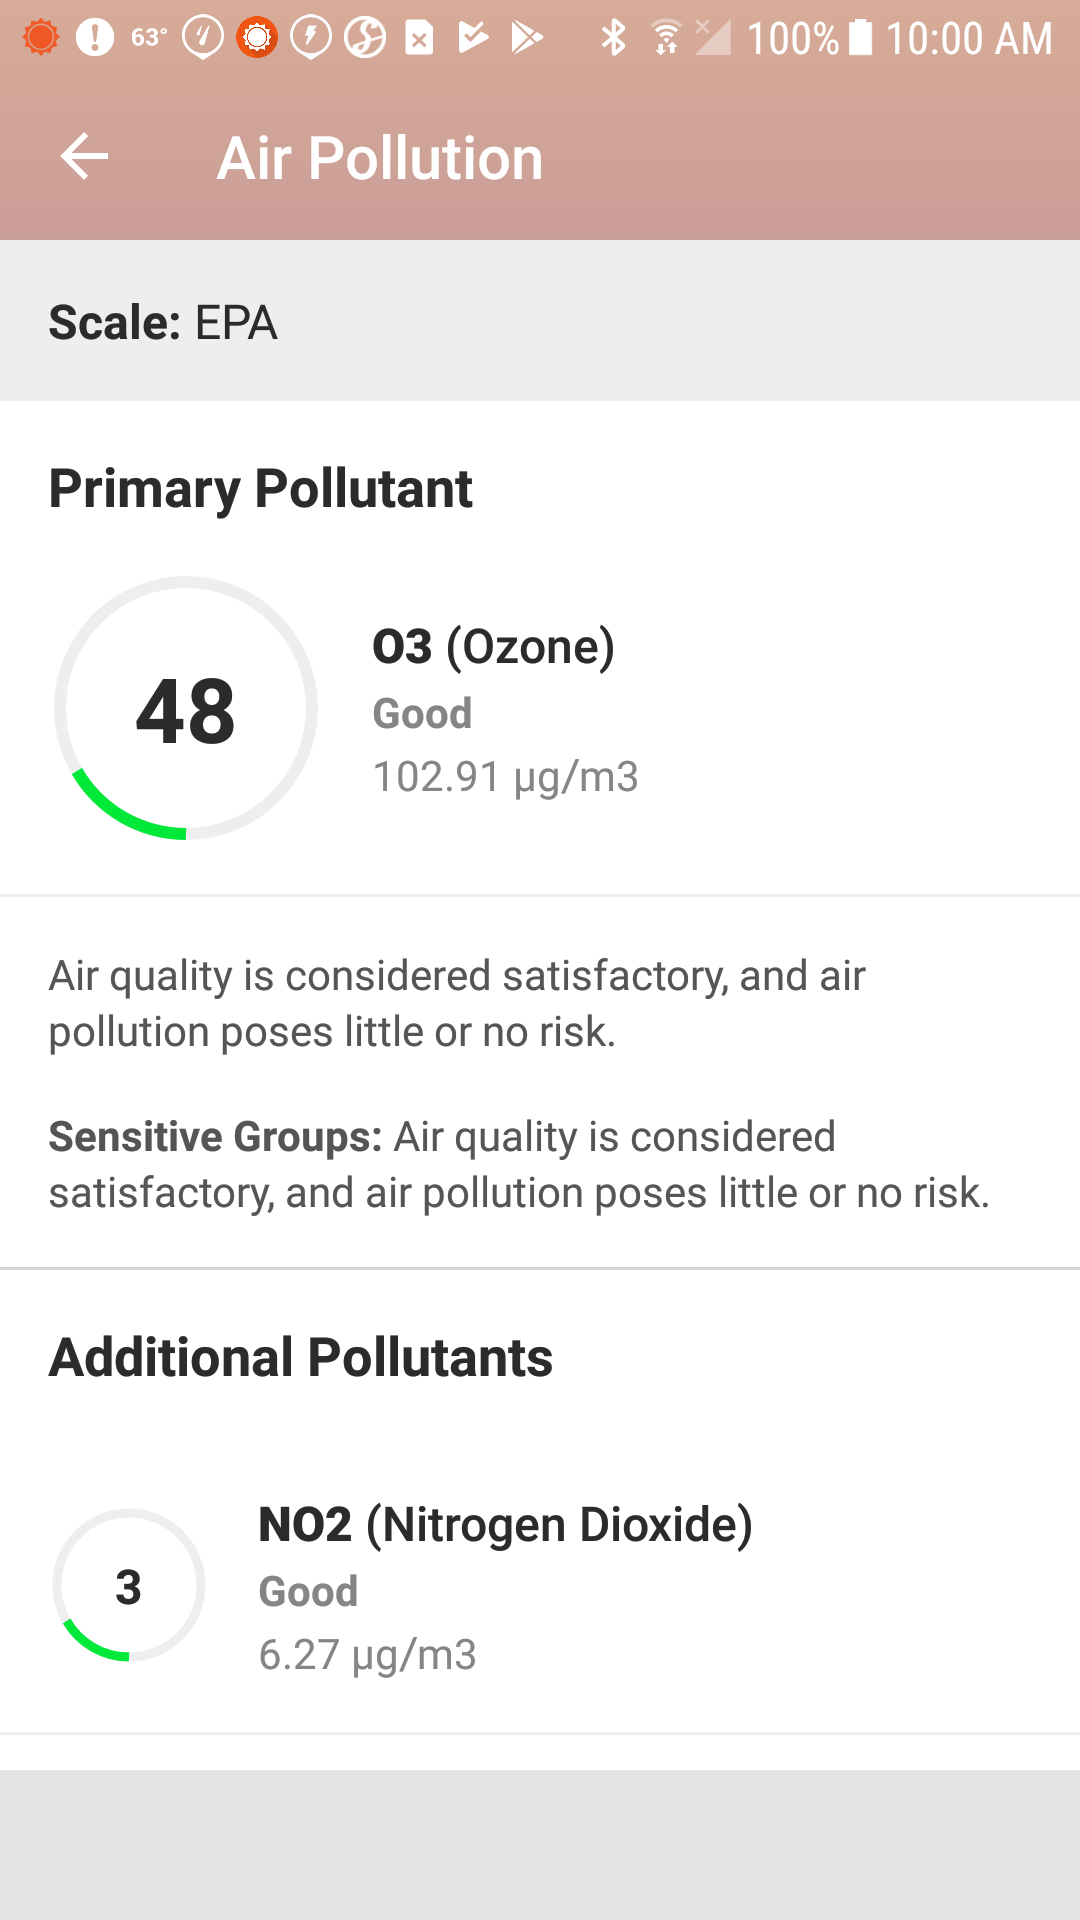 63° 100% 10:00 AM
Air Pollution
Scale: EPA
Primary Pollutant
48
O3 (Ozone)
Good
102.91 µg/m3
Air quality is considered satisfactory, and air
pollution poses little or no risk.
Sensitive Groups: Air quality is considered
satisfactory, and air pollution poses little or no risk.
Additional Pollutants
3
NO2 (Nitrogen Dioxide)
Good
6.27 µg/m3